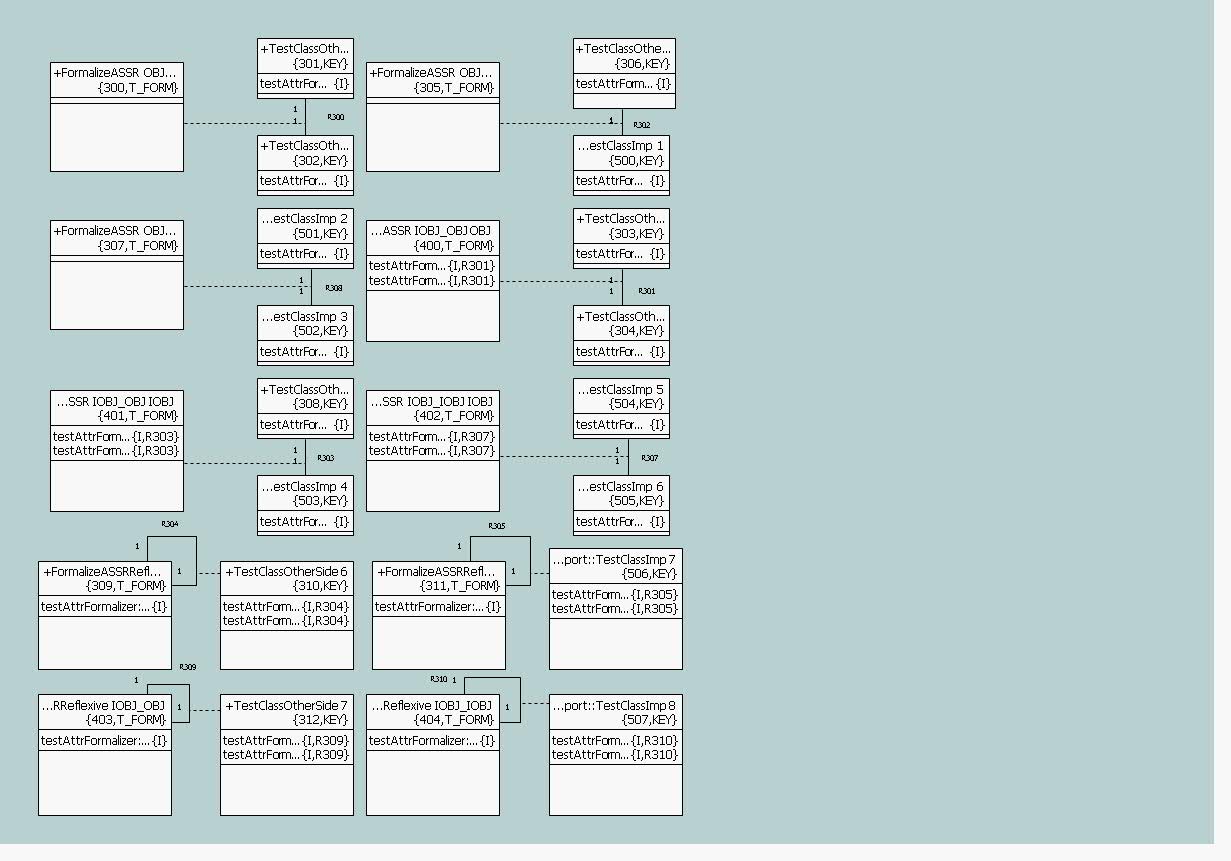 +FormalizeASSR OBJ...
{300,T_FORM}
+TestClassOth...
{301,KEY}
testAttrFor... {I}
1
1
R300
+TestClassOth...
{302,KEY}
testAttrFor... {I}
+FormalizeASSR OBJ...
{305,T_FORM}
+TestClassOthe...
{306,KEY}
testAttrForm... {I}
1
R302
...estClassImp 1
{500,KEY}
testAttrFor... {I}
+FormalizeASSR OBJ...
{307,T_FORM}
...estClassImp 2
{501,KEY}
testAttrFor... {I}
1
1
R308
...estClassImp 3
{502,KEY}
testAttrFor... {I}
...ASSR IOBJ_OBJ OBJ
{400,T_FORM}
testAttrForm...{I,R301}
testAttrForm...{I,R301}
+TestClassOth...
{303,KEY}
testAttrFor... {I}
1
1
R301
+TestClassOth...
{304,KEY}
testAttrFor... {I}
...SSR IOBJ_OBJ IOBJ
{401,T_FORM}
testAttrForm...{I,R303}
testAttrForm...{I,R303}
+TestClassOth...
{308,KEY}
testAttrFor... {I}
1
1
R303
...estClassImp 4
{503,KEY}
testAttrFor... {I}
...SSR IOBJ_IOBJ IOBJ
{402,T_FORM}
testAttrForm...{I,R307}
testAttrForm...{I,R307}
...estClassImp 5
{504,KEY}
testAttrFor... {I}
1
1
R307
...estClassImp 6
{505,KEY}
testAttrFor... {I}
R304
1
1
+FormalizeASSRRefl...
{309,T_FORM}
testAttrFormalizer:...{I}
+TestClassOtherSide 6
{310,KEY}
testAttrForm...{I,R304}
testAttrForm...{I,R304}
R305
1
1
+FormalizeASSRRefl...
{311,T_FORM}
testAttrFormalizer:...{I}
...port::TestClassImp 7
{506,KEY}
testAttrForm...{I,R305}
testAttrForm...{I,R305}
R309
1
1
...RReflexive IOBJ_OBJ
{403,T_FORM}
testAttrFormalizer:...{I}
+TestClassOtherSide 7
{312,KEY}
testAttrForm...{I,R309}
testAttrForm...{I,R309}
R310 1
1
...Reflexive IOBJ_IOBJ
{404,T_FORM}
testAttrFormalizer:...{I}
...port::TestClassImp 8
{507,KEY}
testAttrForm...{I,R310}
testAttrForm...{I,R310}